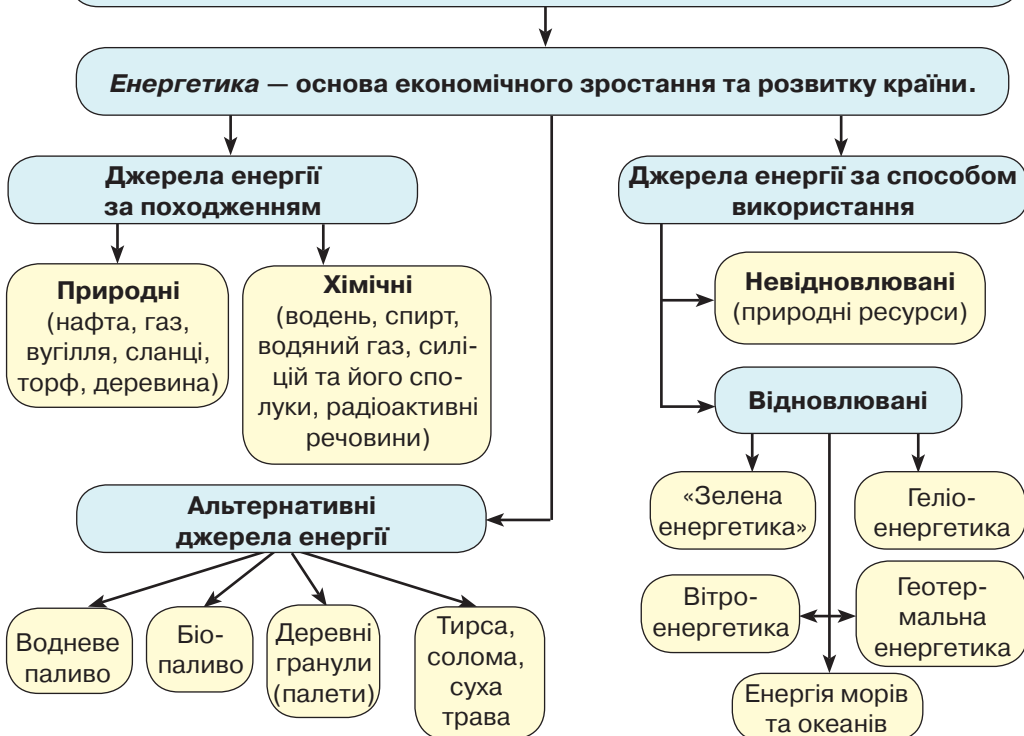 Енергетика — основа економічного зростання та розвитку країни.
Джерела енергії
за походженням
Природні
(нафта, газ,
вугілля, сланці,
торф, деревина)
Хімічні
(водень, спирт,
водяний газ, силі-
цій та його спо-
луки, радіоактивні
речовини)
Альтернативні
джерела енергії
Водневе
паливо
Біо-
паливо
Деревні
гранули
(палети)
Тирса,
солома,
суха
трава
Джерела енергії за способом
використання
Невідновлювані
(природні ресурси)
Відновлювані
«Зелена
енергетика»
Геліо-
енергетика
Вітро-
енергетика
Геотер-
мальна
енергетика
Енергія морів
та океанів